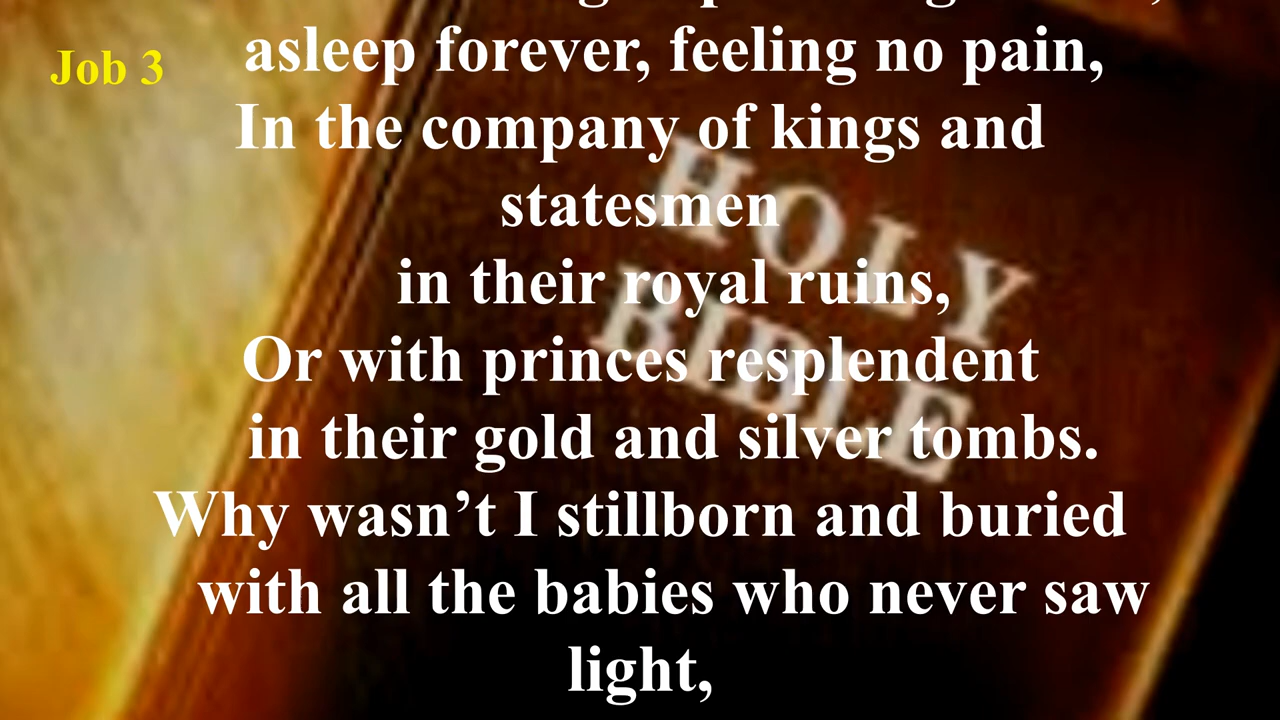 Job 3
asleep forever, feeling no pain,
In the company of kings and
statesmen
in their royal ruins,
Or with princes resplendent
in their gold and silver tombs.
Why wasn’t I stillborn and buried
with all the babies who never saw
light,
HOLY
BIBLE